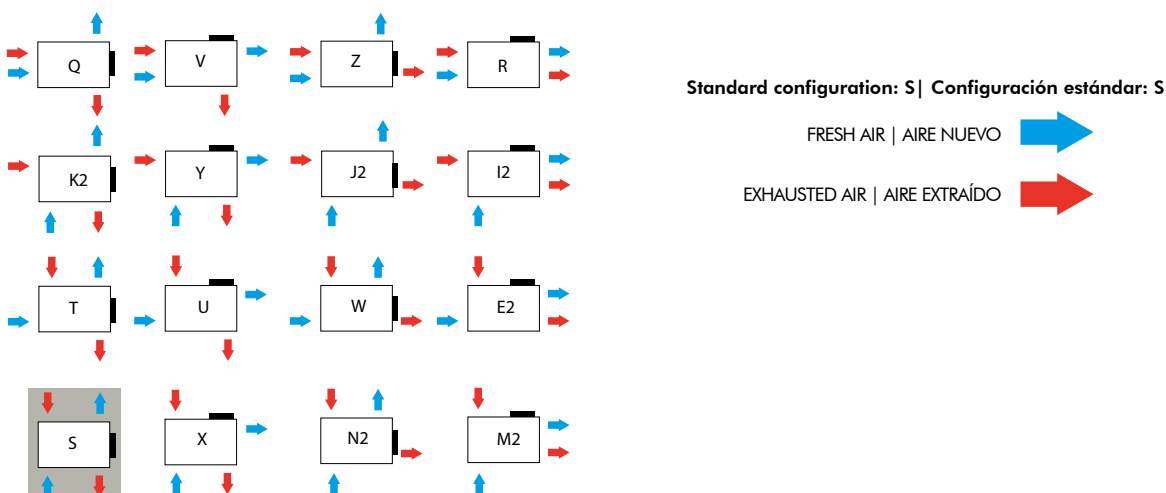 Q V Z R
Standard configuration: S| Configuración estándar: S
FRESH AIR | AIRE NUEVO
K2 Y J2 I2
EXHAUSTED AIR | AIRE EXTRAÍDO
T U W E2
S X N2 M2